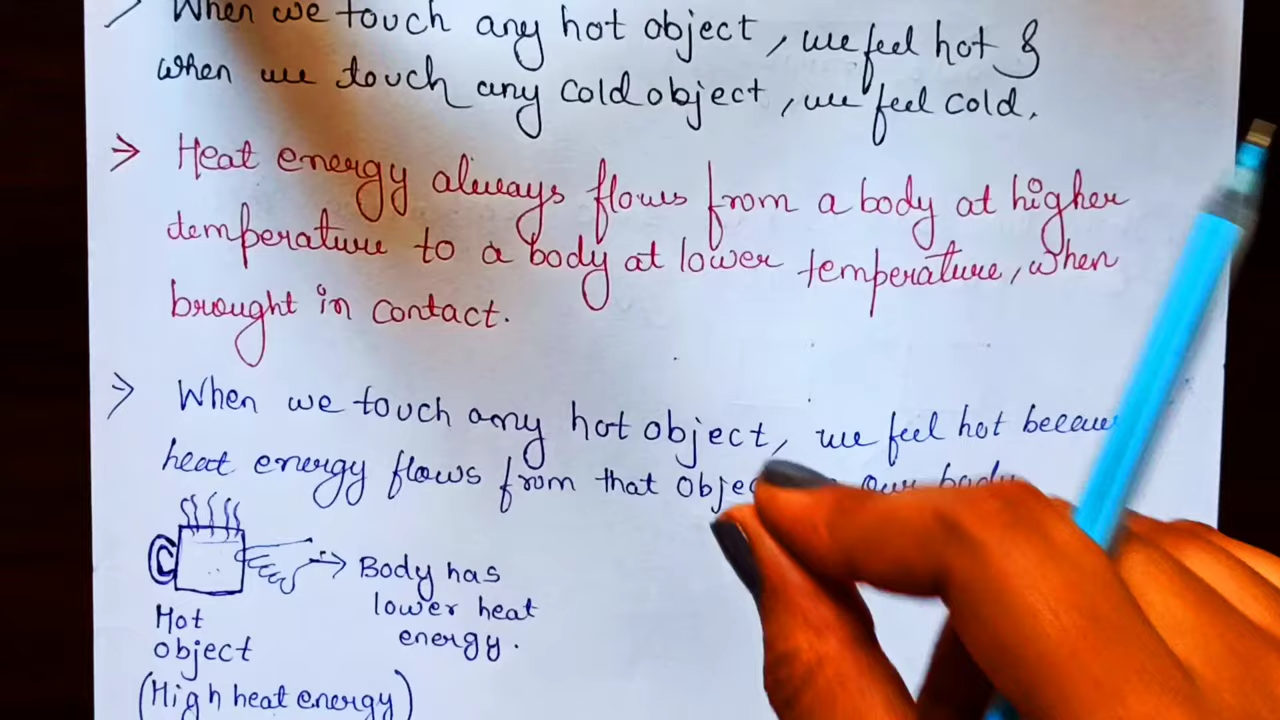 When we touch any hot object, we feel hot &
when we touch any cold object, we feel cold.
⇒ Heat energy always flows from a body at higher
temperature to a body at lower temperature, when
brought in contact.
⇒ When we touch any hot object, we feel hot
heat energy flows from that our body
→ Body has
lower heat
energy.
Hot
object
(High heat energy)